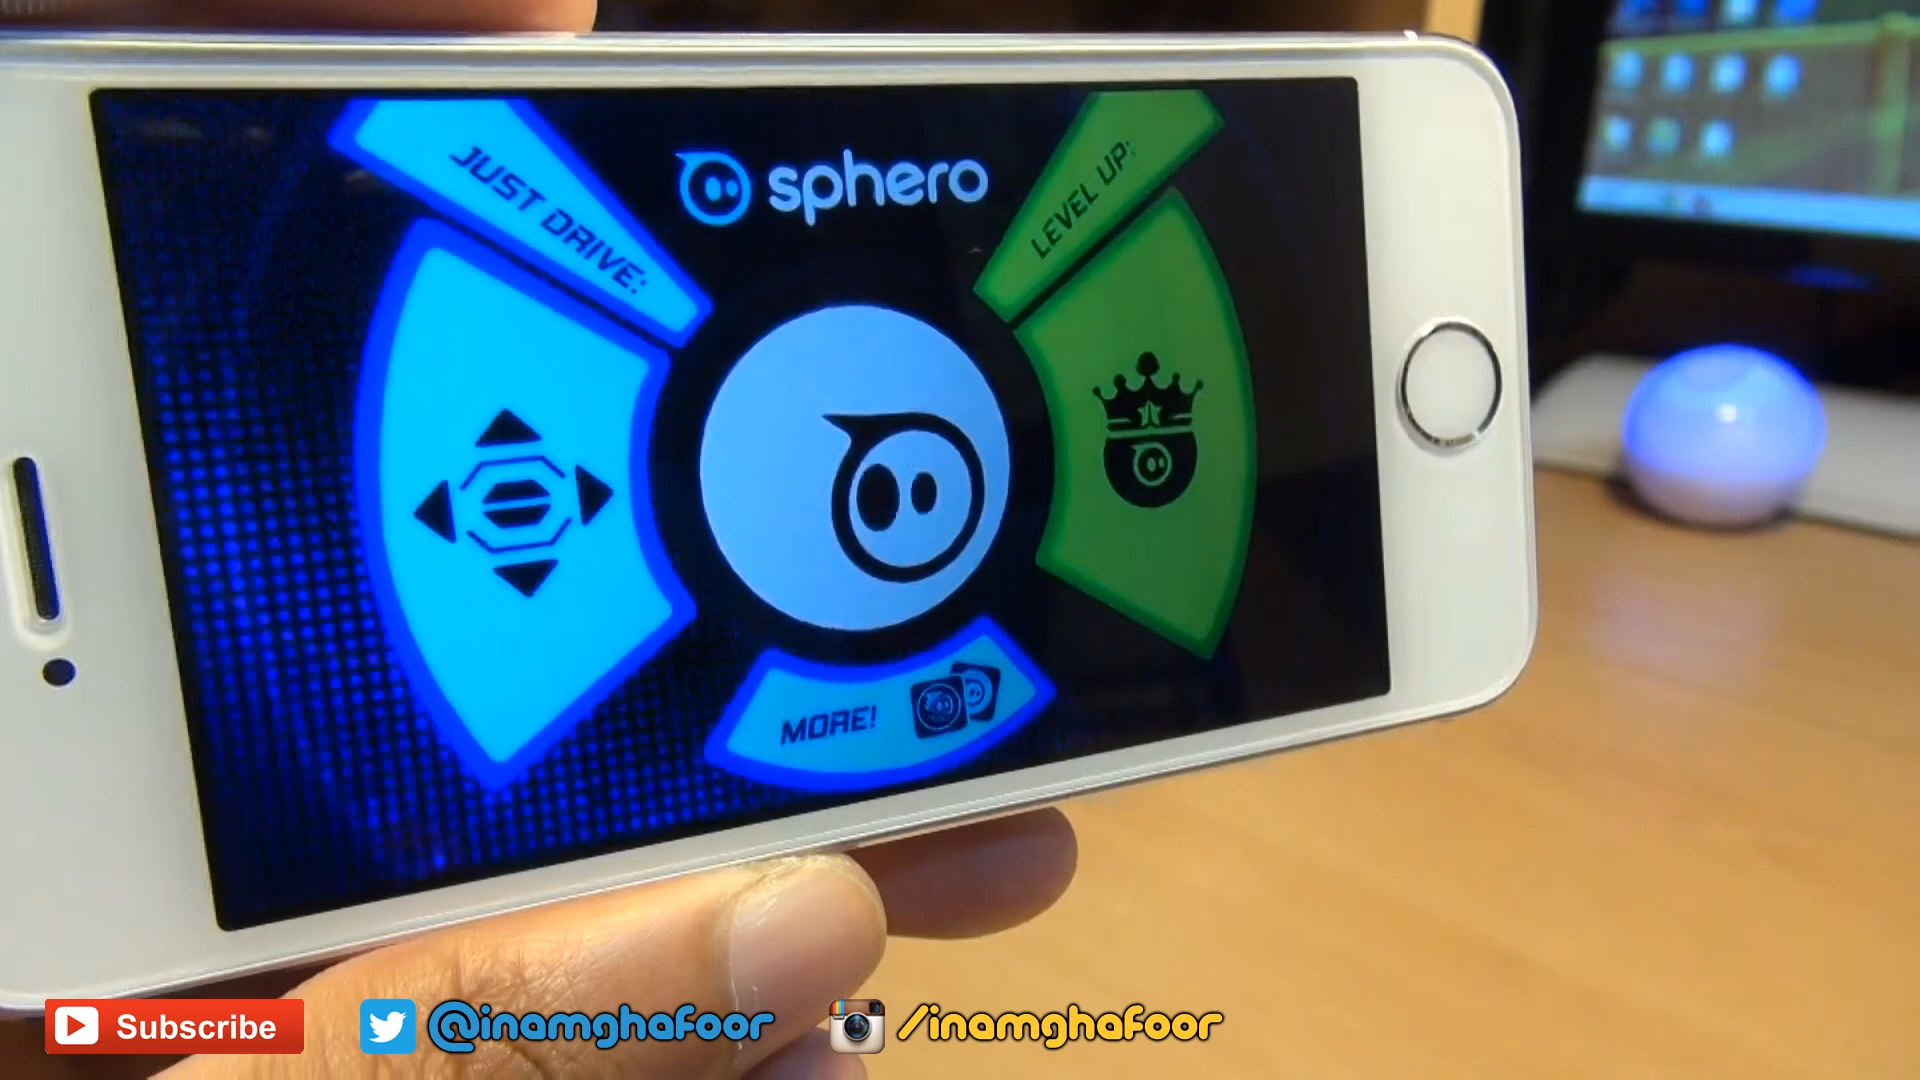 JUST DRIVE:
sphero
LEVEL UP:
MORE!
Subscribe
@inamghafoor
/inamghafoor